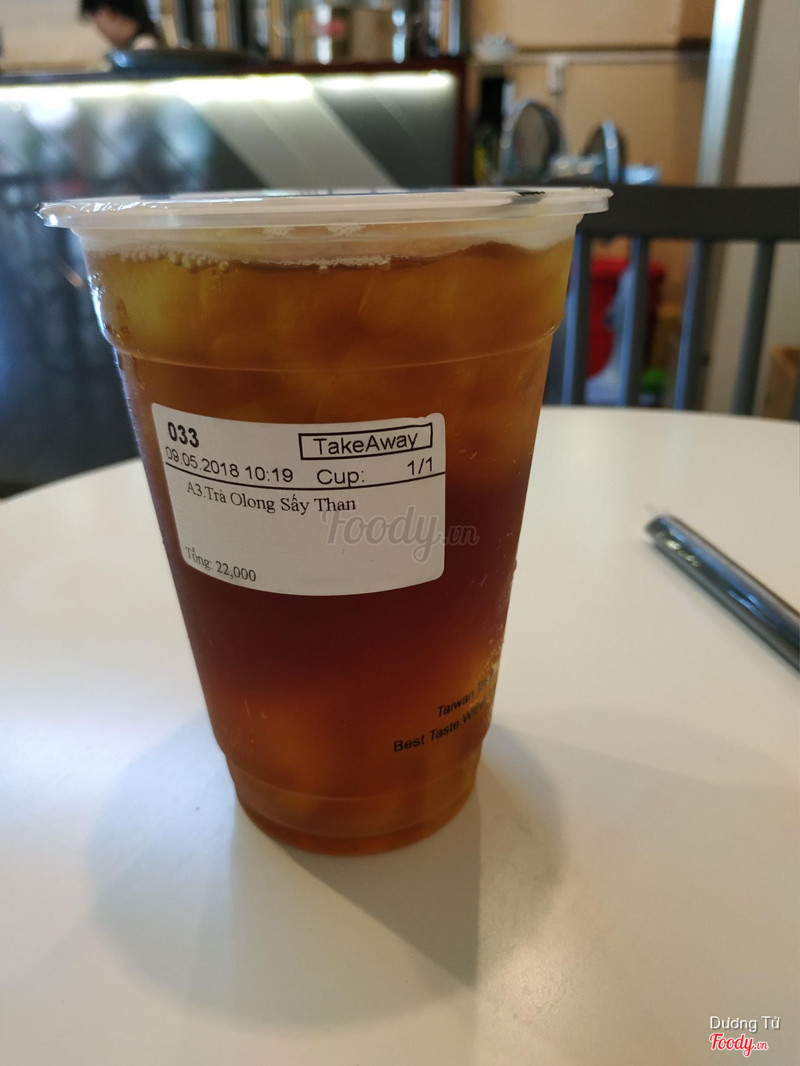 033
TakeAway
09.05.2018 10:19 Cup: 1/1
A3.Trà Olong Sấy Than
Foody.vn
Tổng: 22,000
Taiwan
Best Taste
Dương Tử
Foody.vn